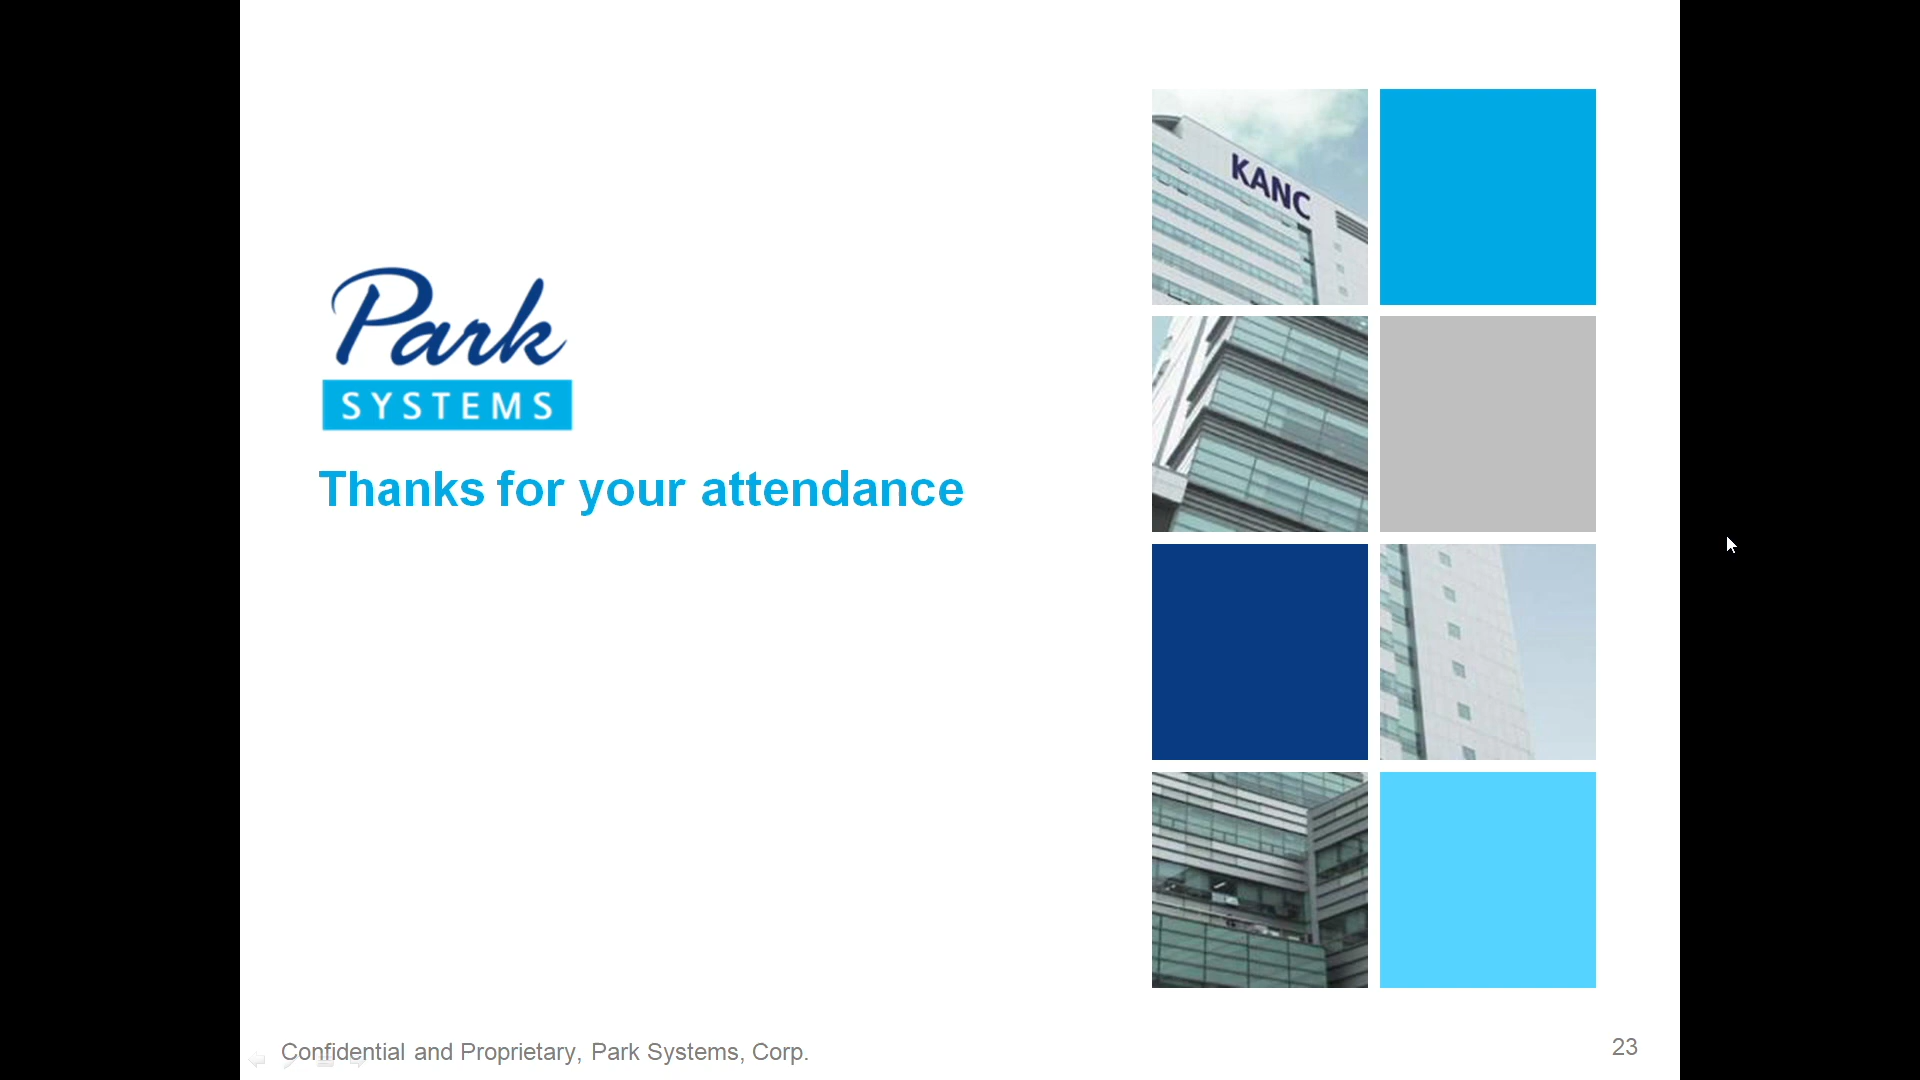 KANC
Park
SYSTEMS
Thanks for your attendance
Confidential and Proprietary, Park Systems, Corp.
23